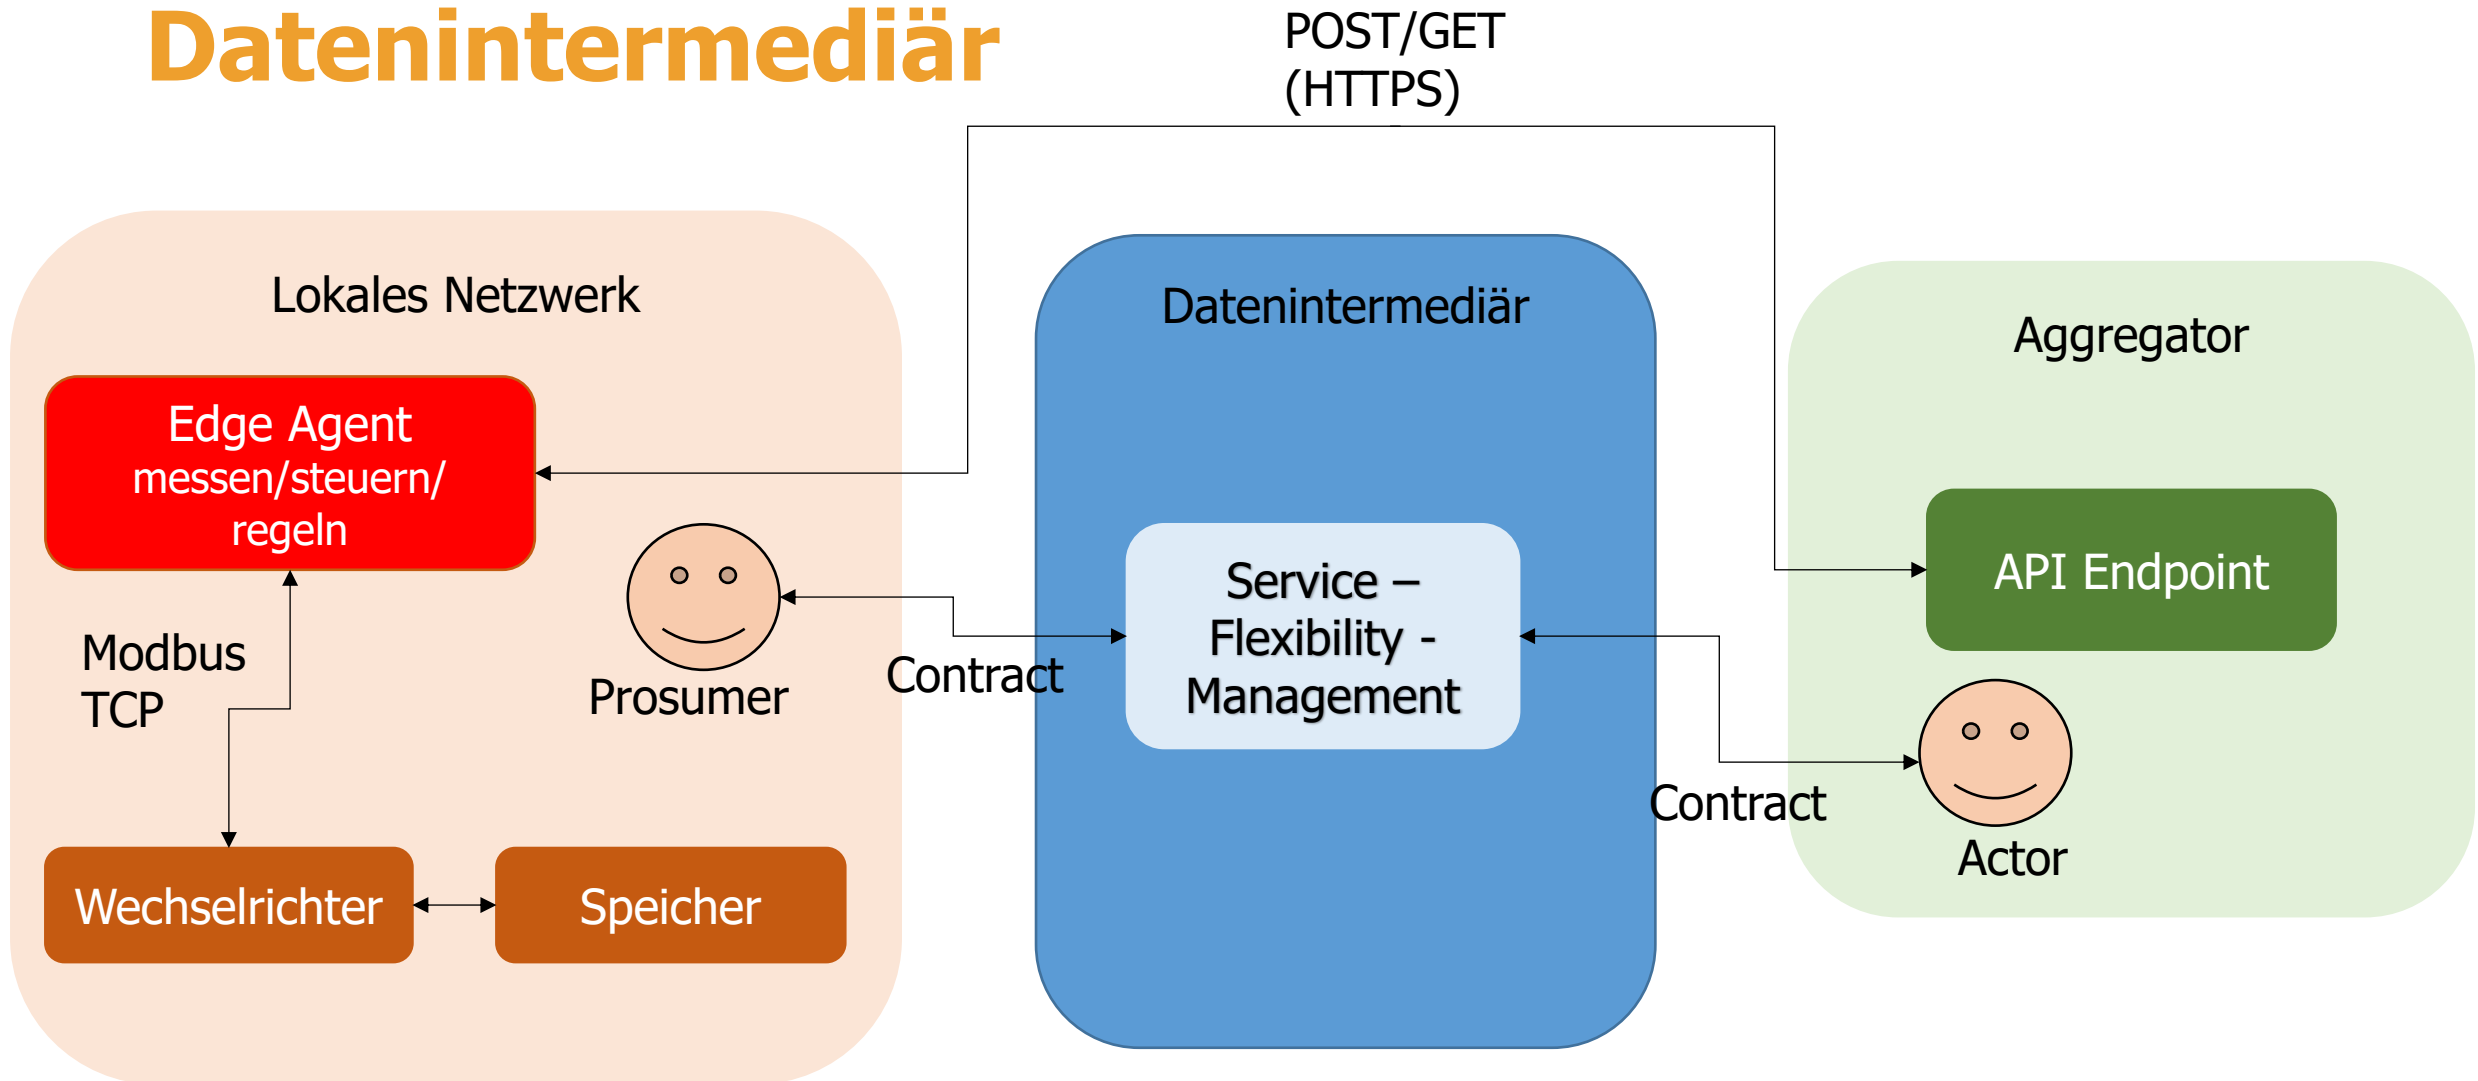 Datenintermediär
POST/GET
(HTTPS)
Lokales Netzwerk
Edge Agent
messen/steuern/
regeln
Modbus
TCP
Prosumer
Wechselrichter
Speicher
Contract
Datenintermediär
Service –
Flexibility -
Management
Contract
Aggregator
API Endpoint
Actor